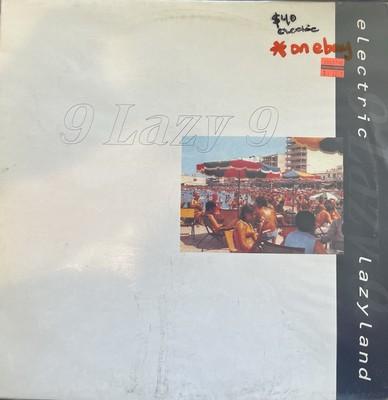 $40
* on ebay
9 Lazy 9
electric lazyland